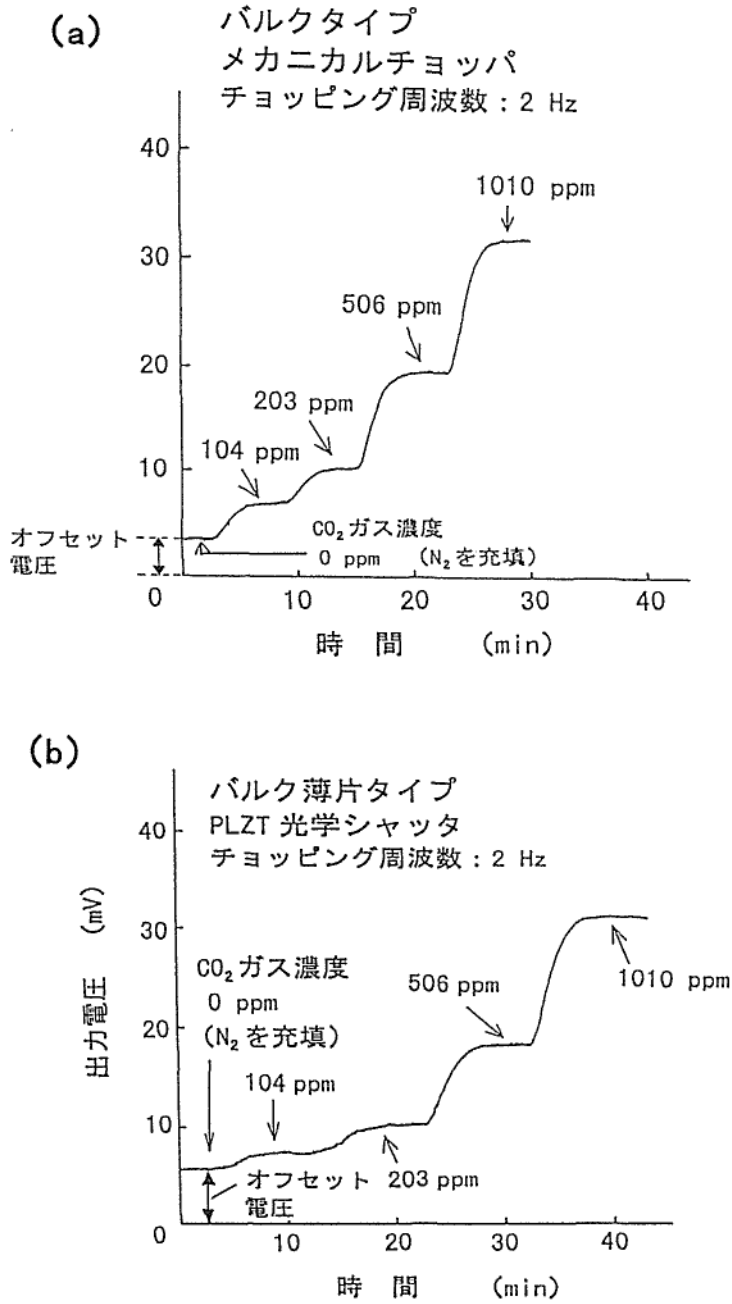 (a)
バルクタイプ
メカニカルチョッパ
チョッピング周波数：2 Hz
40
1010 ppm
30
506 ppm
20
203 ppm
104 ppm
10
オフセット
電圧
CO₂ガス濃度
0 ppm （N₂を充填）
0
10
20
30
40
時 間 (min)
(b)
バルク薄片タイプ
PLZT 光学シャッタ
チョッピング周波数：2 Hz
40
出力電圧 (mV)
30
CO₂ガス濃度
0 ppm
（N₂を充填）
506 ppm
1010 ppm
20
104 ppm
10
オフセット
電圧
203 ppm
0
10
20
30
40
時 間 (min)